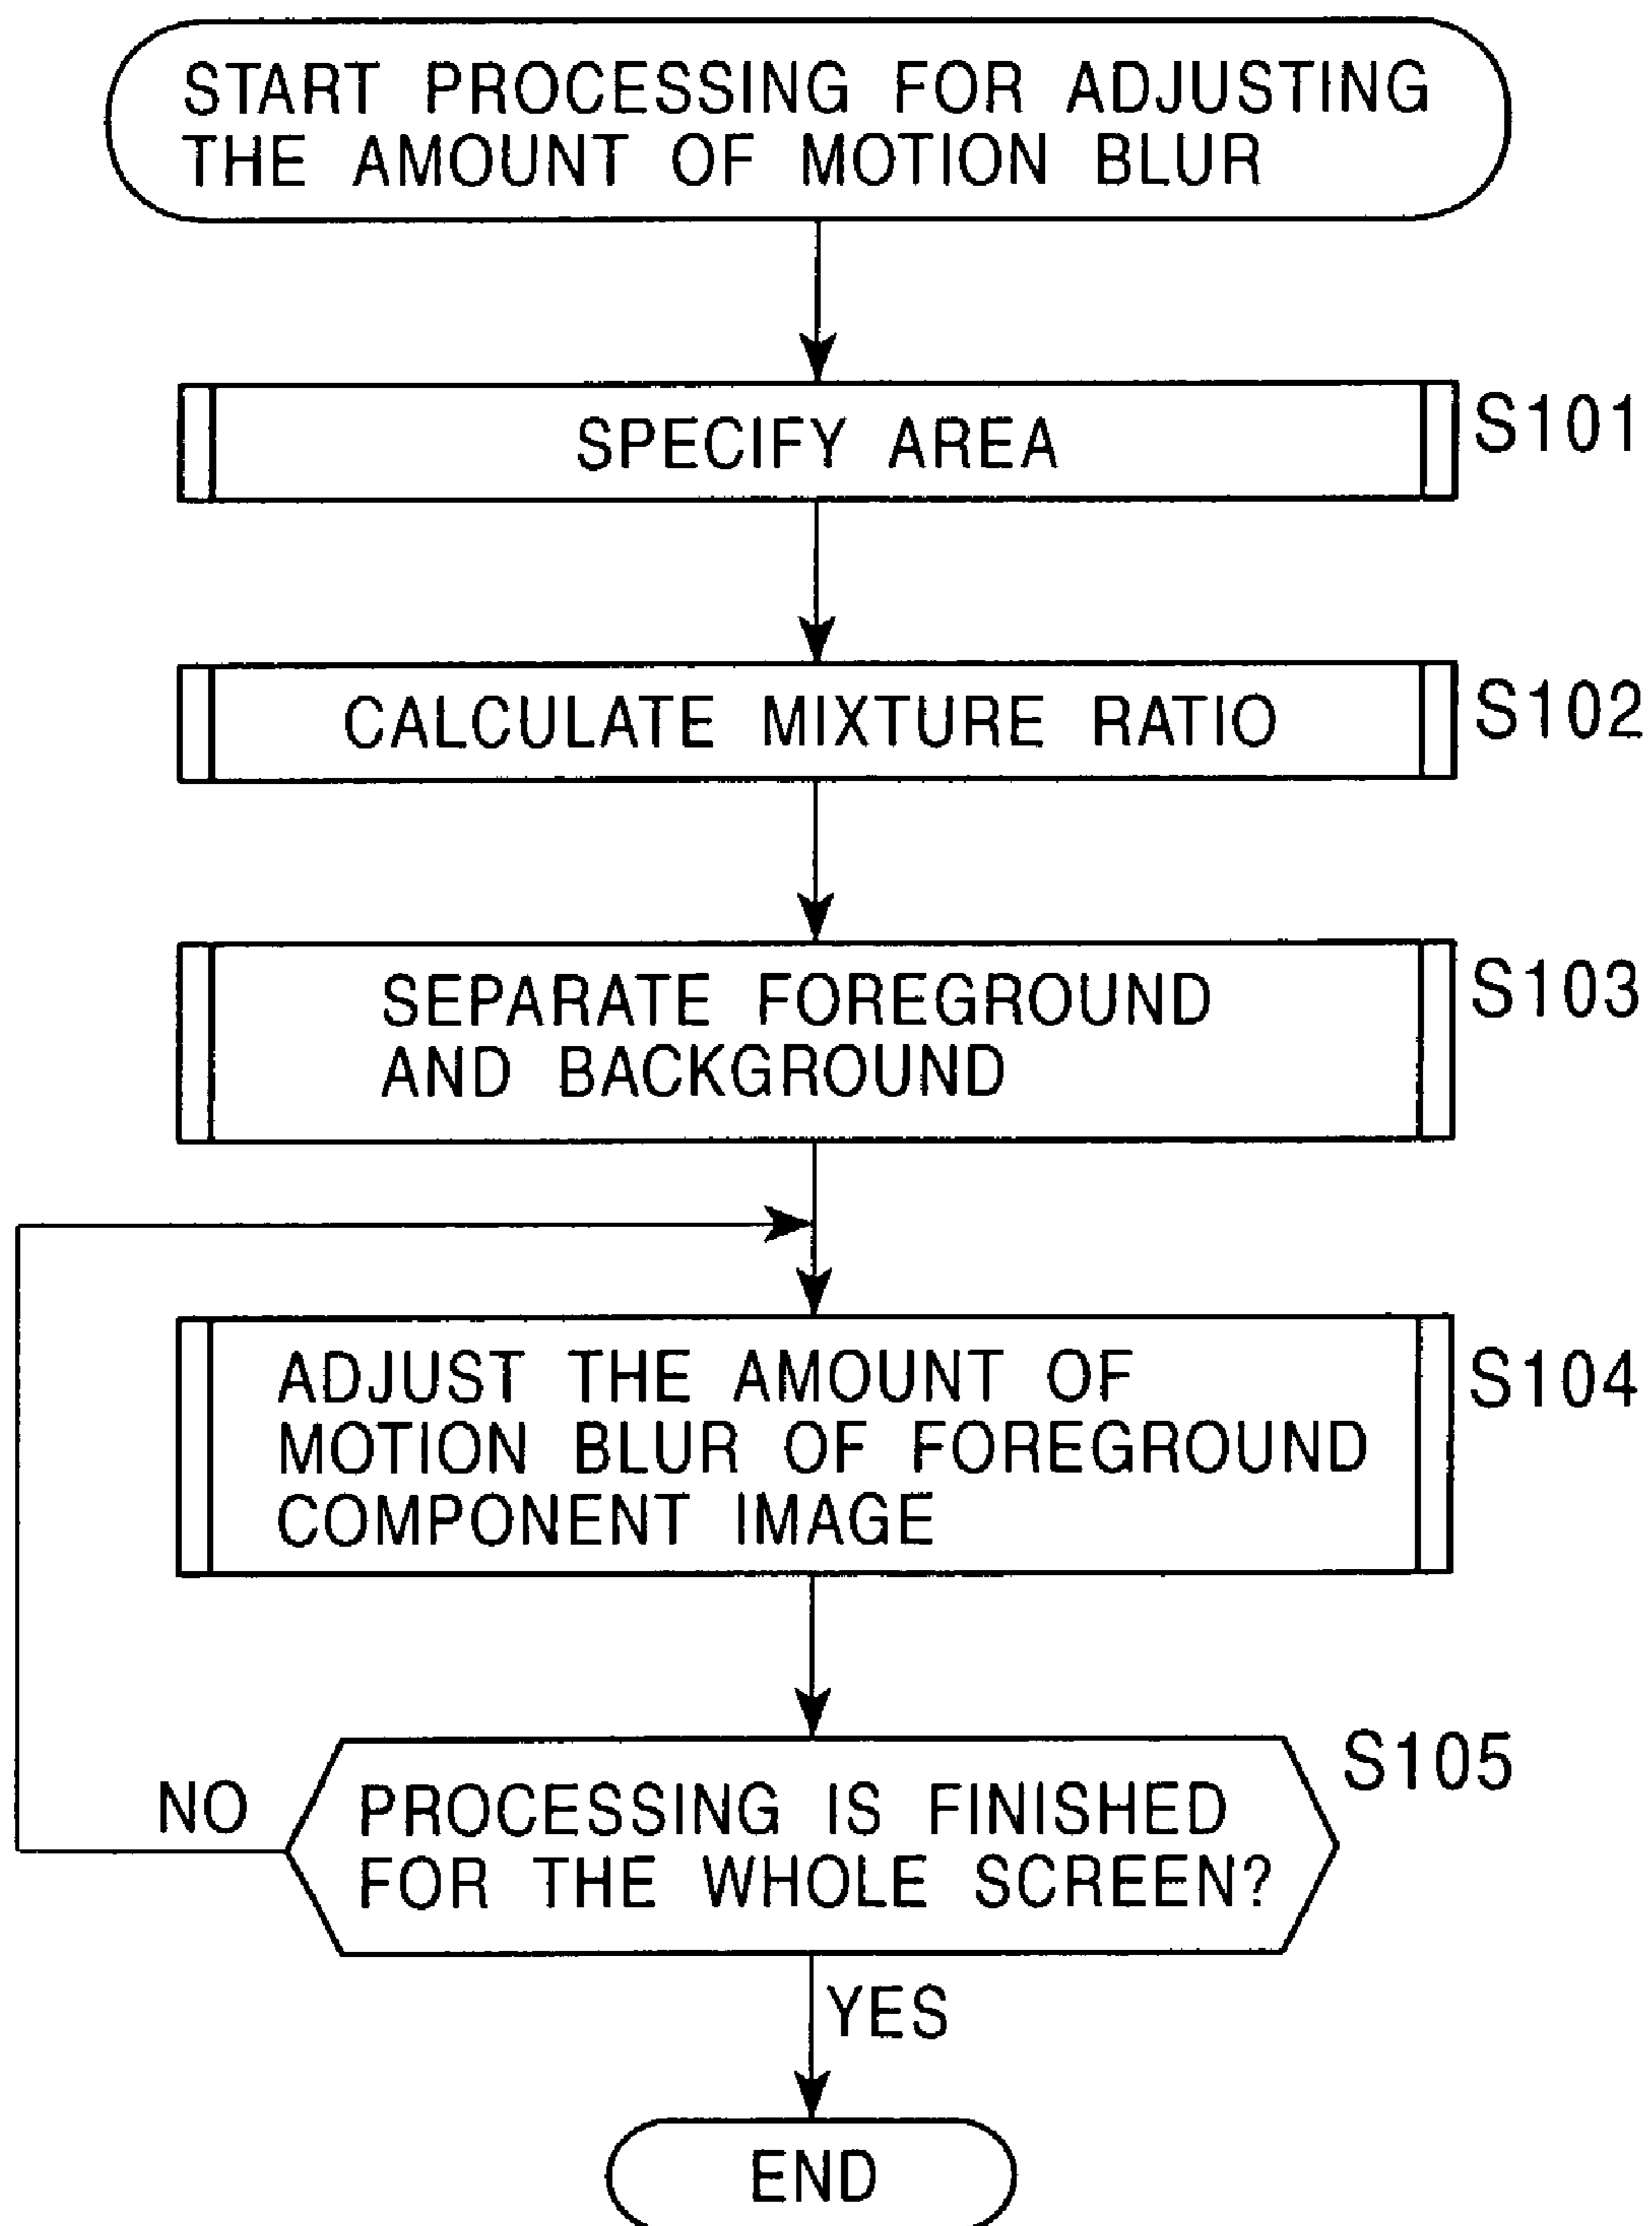 START PROCESSING FOR ADJUSTING
THE AMOUNT OF MOTION BLUR
SPECIFY AREA
S101
CALCULATE MIXTURE RATIO
S102
SEPARATE FOREGROUND
AND BACKGROUND
S103
ADJUST THE AMOUNT OF
MOTION BLUR OF FOREGROUND
COMPONENT IMAGE
S104
PROCESSING IS FINISHED
FOR THE WHOLE SCREEN?
S105
NO
YES
END